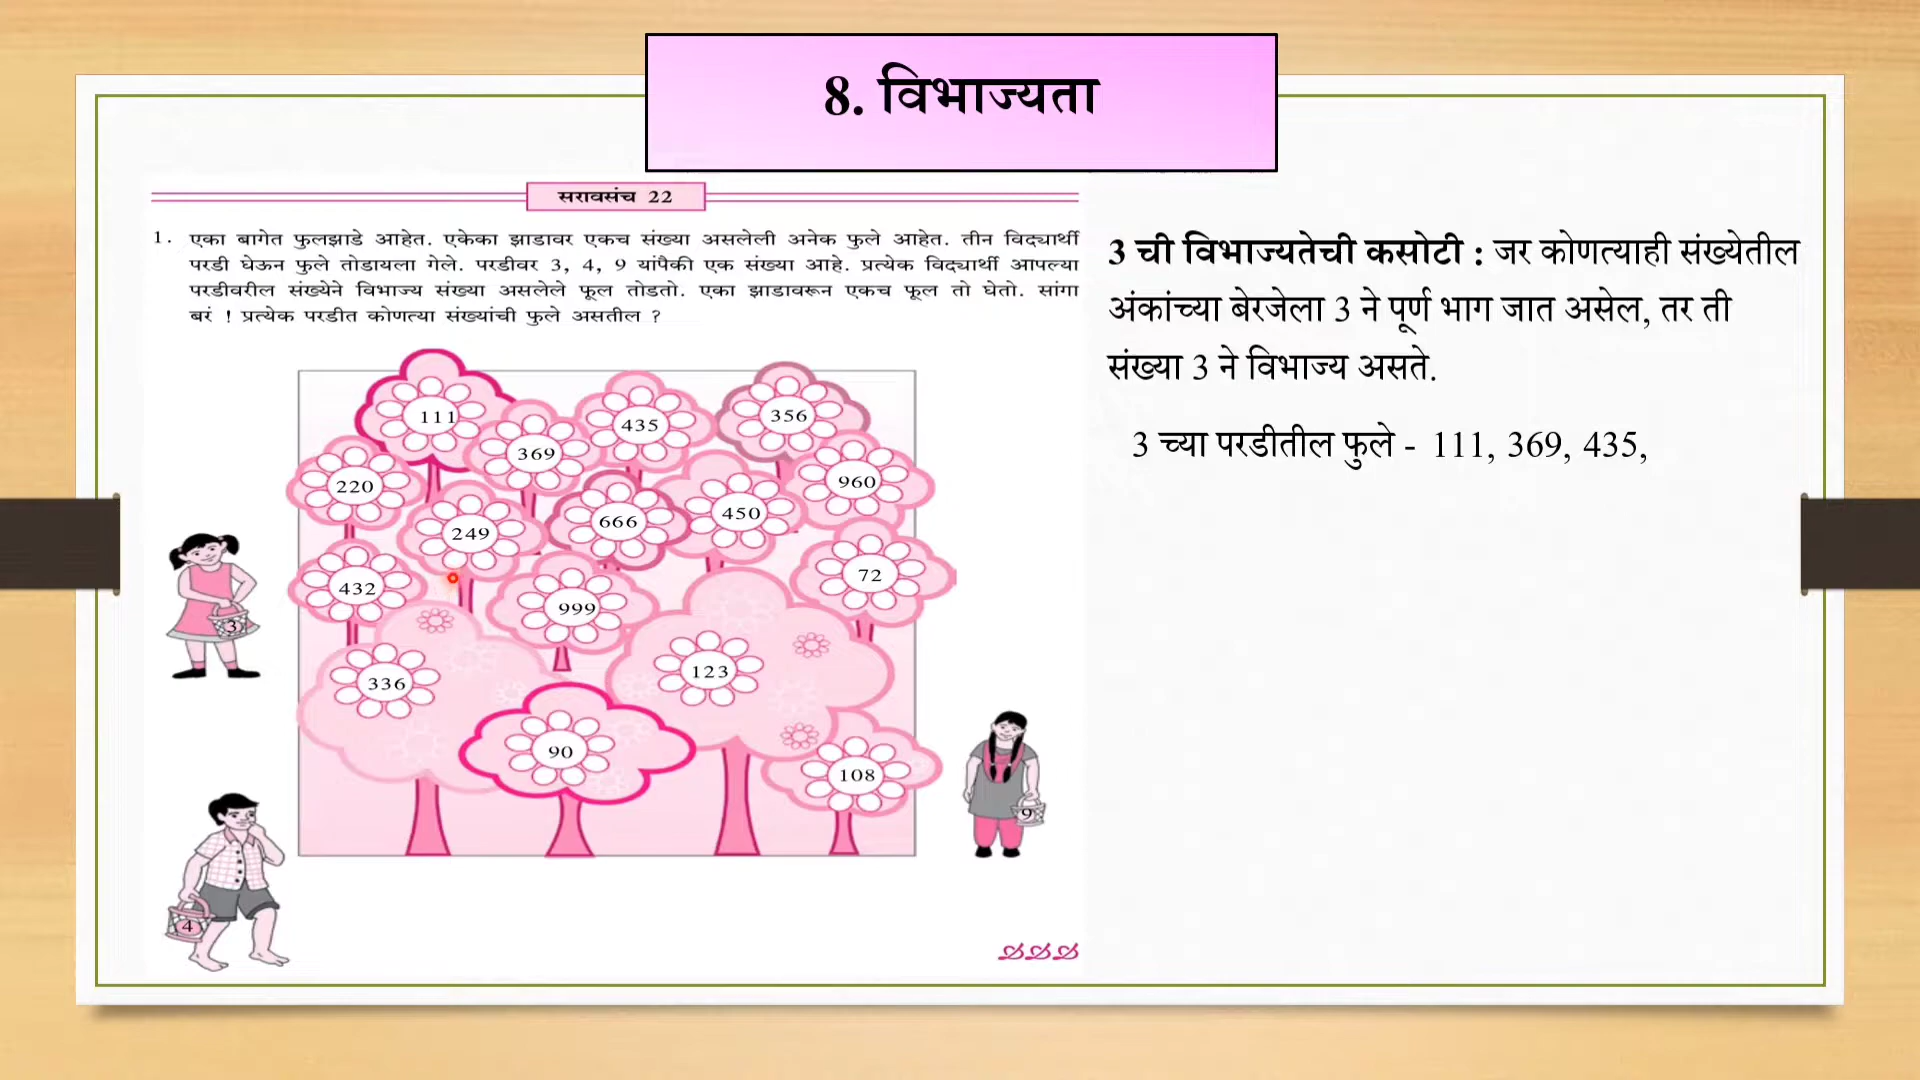 8. विभाज्यता
सरावसंच 22
1. एका बागेत फुलझाडे आहेत. एकेका झाडावर एकच संख्या असलेली अनेक फुले आहेत. तीन विद्यार्थी
परडी घेऊन फुले तोडायला गेले. परडीवर 3, 4, 9 यांपैकी एक संख्या आहे. प्रत्येक विद्यार्थी आपल्या
परडीवरील संख्येने विभाज्य संख्या असलेले फूल तोडतो. एका झाडावरून एकच फूल तो घेतो. सांगा
बरं ! प्रत्येक परडीत कोणत्या संख्यांची फुले असतील ?
111
435
356
369
220
960
249
666
450
432
999
72
3
336
123
90
108
9
4
3 ची विभाज्यतेची कसोटी : जर कोणत्याही संख्येतील
अंकांच्या बेरजेला 3 ने पूर्ण भाग जात असेल, तर ती
संख्या 3 ने विभाज्य असते.
3 च्या परडीतील फुले - 111, 369, 435,